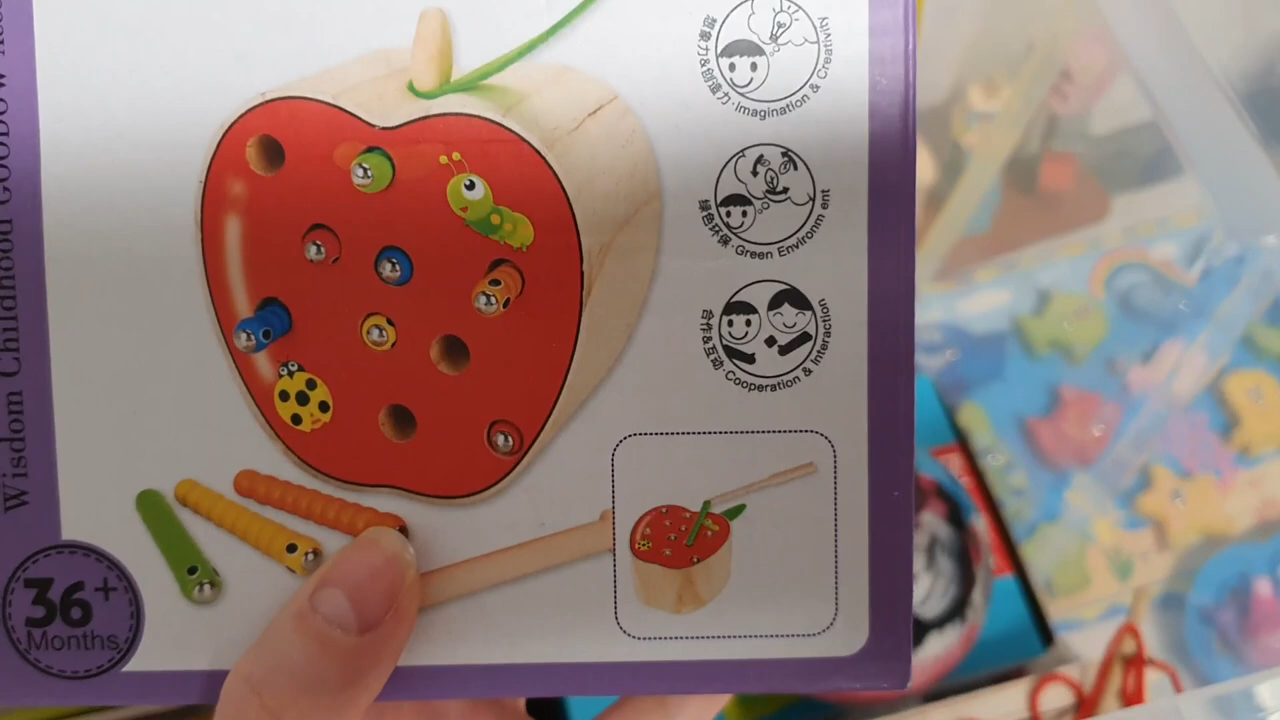 想象力&创造力·Imagination & Creativity
绿色环保·Green Environm ent
合作&互动·Cooperation & Interaction
Wisdom Childhood
36+
Months